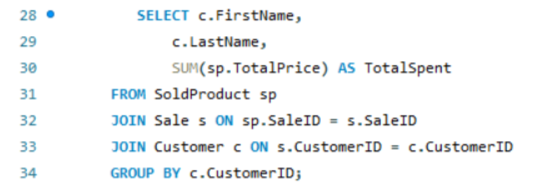 28 SELECT c.FirstName,
29 c.LastName,
30 SUM(sp.TotalPrice) AS TotalSpent
31 FROM SoldProduct sp
32 JOIN Sale s ON sp.SaleID = s.SaleID
33 JOIN Customer c ON s.CustomerID = c.CustomerID
34 GROUP BY c.CustomerID;